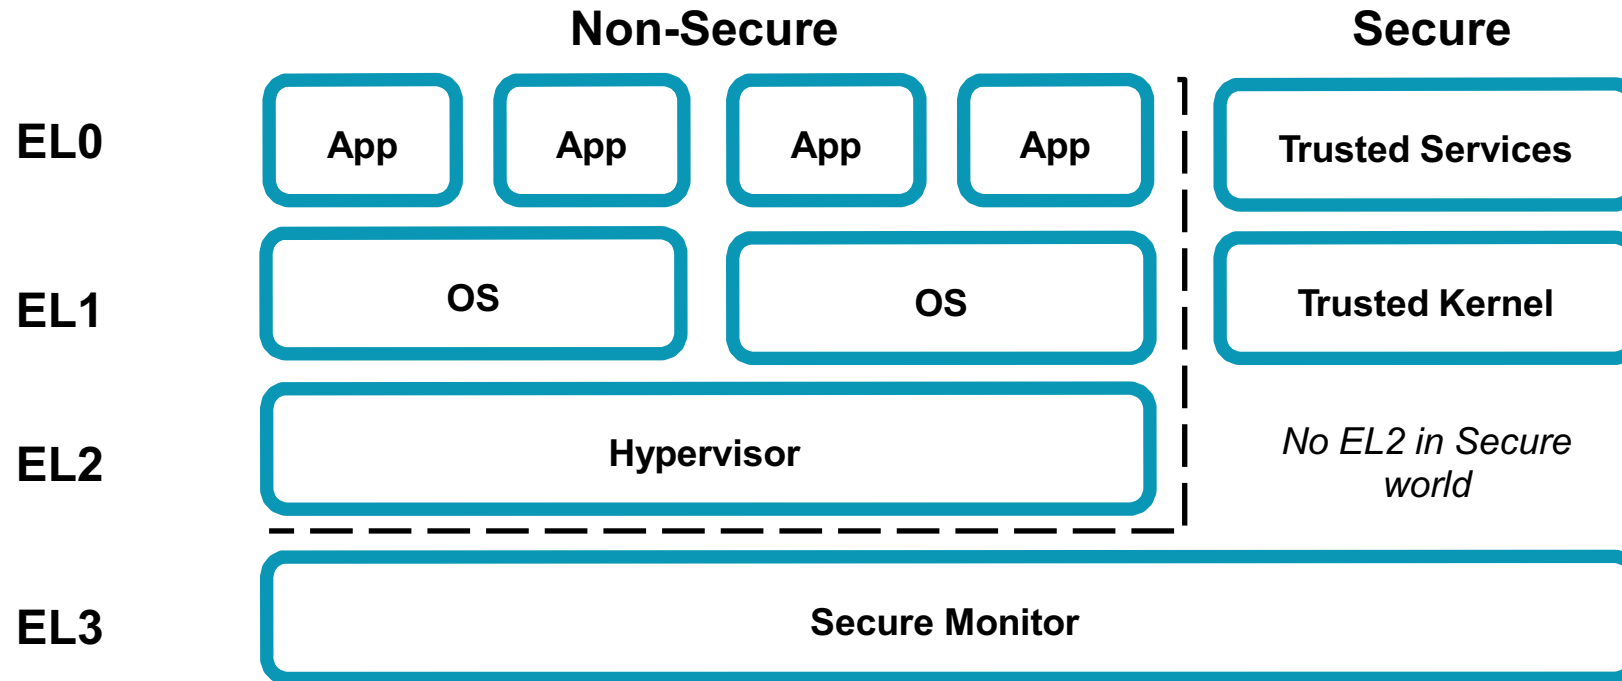 Non-Secure
Secure
EL0
App
App
App
App
Trusted Services
EL1
OS
OS
Trusted Kernel
EL2
Hypervisor
No EL2 in Secure
world
EL3
Secure Monitor